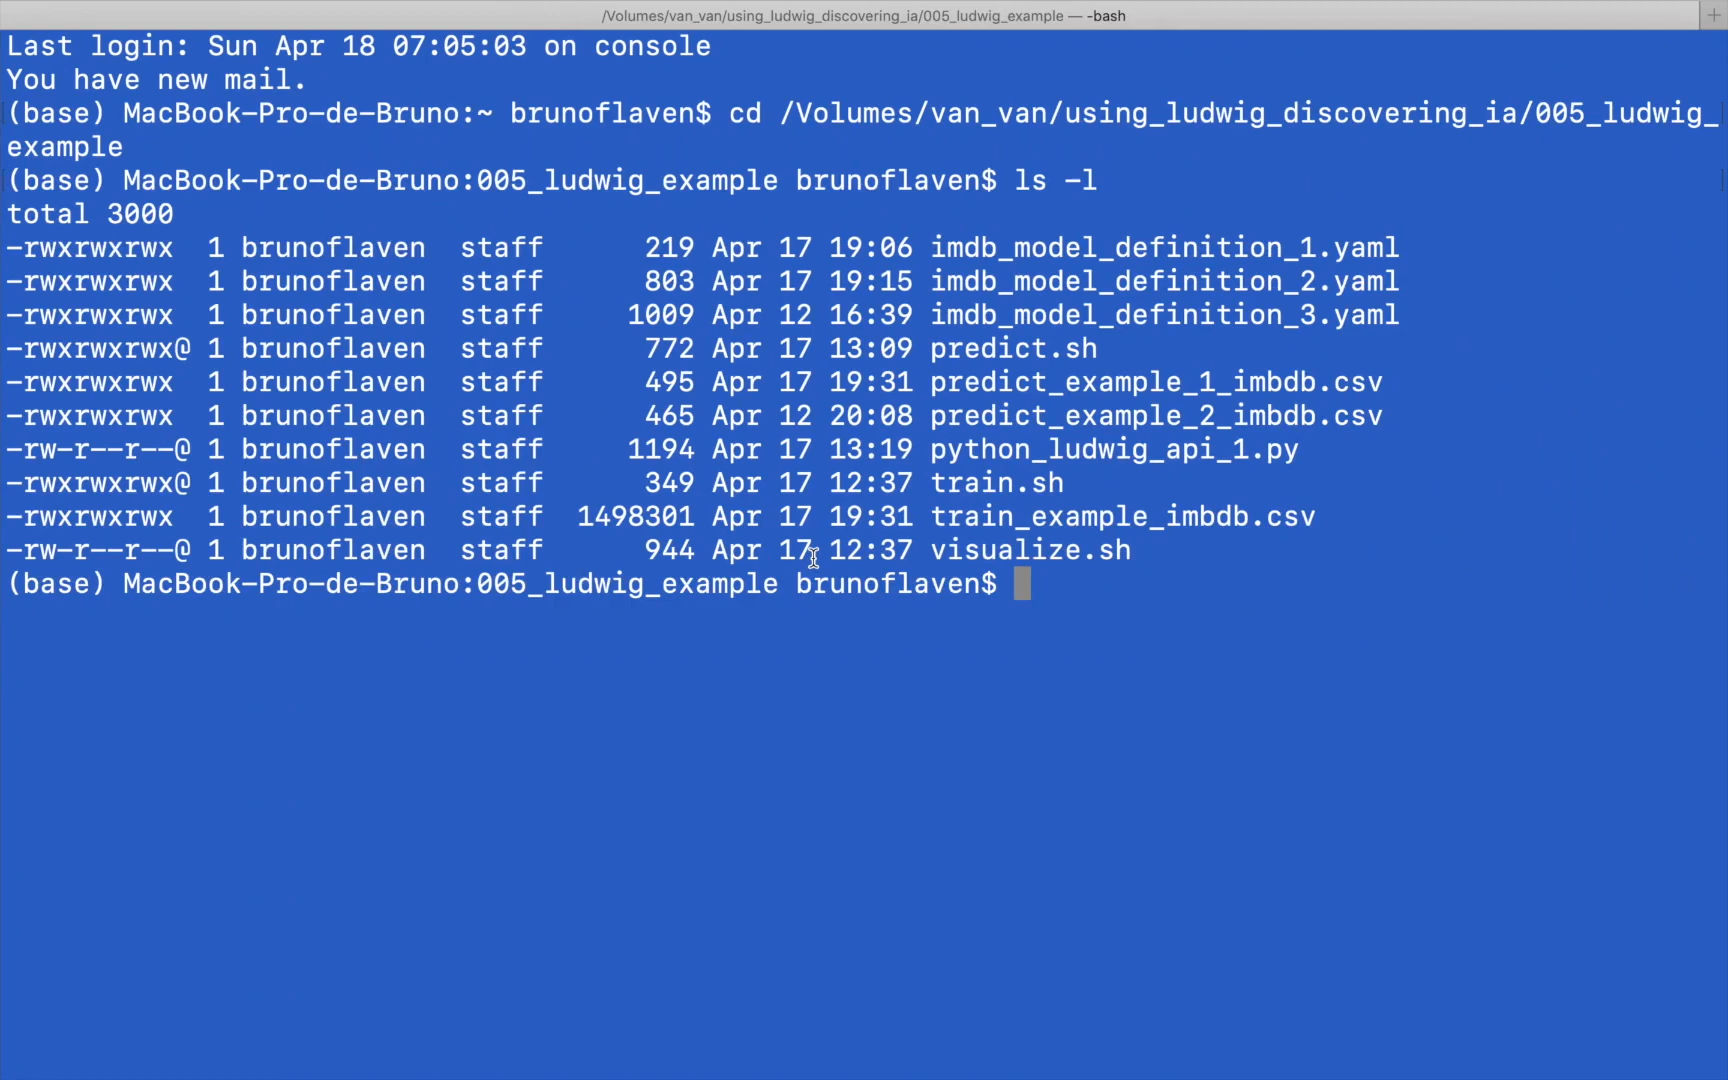 /Volumes/van_van/using_ludwig_discovering_ia/005_ludwig_example — -bash
Last login: Sun Apr 18 07:05:03 on console
You have new mail.
(base) MacBook-Pro-de-Bruno:~ brunoflaven$ cd /Volumes/van_van/using_ludwig_discovering_ia/005_ludwig_
example
(base) MacBook-Pro-de-Bruno:005_ludwig_example brunoflaven$ ls -l
total 3000
-rwxrwxrwx  1 brunoflaven  staff      219 Apr 17 19:06 imdb_model_definition_1.yaml
-rwxrwxrwx  1 brunoflaven  staff      803 Apr 17 19:15 imdb_model_definition_2.yaml
-rwxrwxrwx  1 brunoflaven  staff     1009 Apr 12 16:39 imdb_model_definition_3.yaml
-rwxrwxrwx@ 1 brunoflaven  staff      772 Apr 17 13:09 predict.sh
-rwxrwxrwx  1 brunoflaven  staff      495 Apr 17 19:31 predict_example_1_imbdb.csv
-rwxrwxrwx  1 brunoflaven  staff      465 Apr 12 20:08 predict_example_2_imbdb.csv
-rw-r--r--@ 1 brunoflaven  staff     1194 Apr 17 13:19 python_ludwig_api_1.py
-rwxrwxrwx@ 1 brunoflaven  staff      349 Apr 17 12:37 train.sh
-rwxrwxrwx  1 brunoflaven  staff  1498301 Apr 17 19:31 train_example_imbdb.csv
-rw-r--r--@ 1 brunoflaven  staff      944 Apr 17 12:37 visualize.sh
(base) MacBook-Pro-de-Bruno:005_ludwig_example brunoflaven$